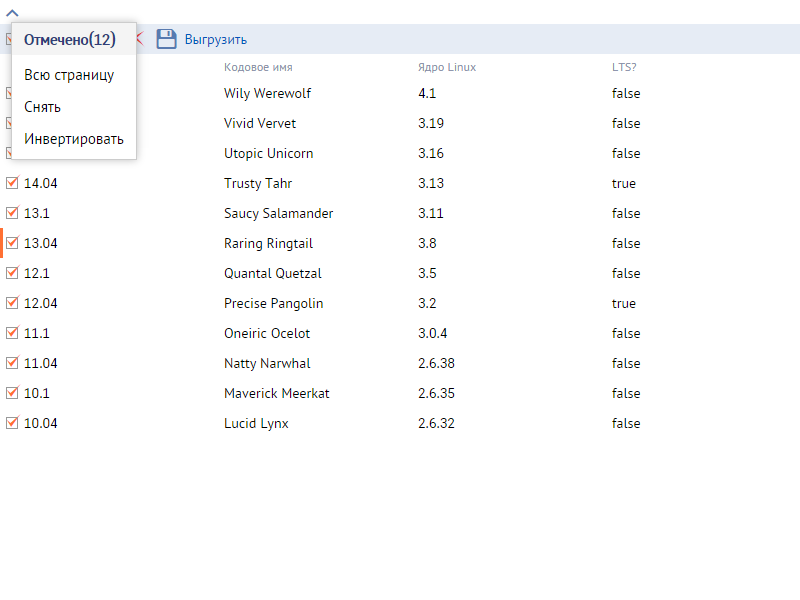 Отмечено(12)
Выгрузить
Всю страницу
Снять
Инвертировать
Кодовое имя Ядро Linux LTS?
Wily Werewolf 4.1 false
Vivid Vervet 3.19 false
Utopic Unicorn 3.16 false
14.04 Trusty Tahr 3.13 true
13.1 Saucy Salamander 3.11 false
13.04 Raring Ringtail 3.8 false
12.1 Quantal Quetzal 3.5 false
12.04 Precise Pangolin 3.2 true
11.1 Oneiric Ocelot 3.0.4 false
11.04 Natty Narwhal 2.6.38 false
10.1 Maverick Meerkat 2.6.35 false
10.04 Lucid Lynx 2.6.32 false